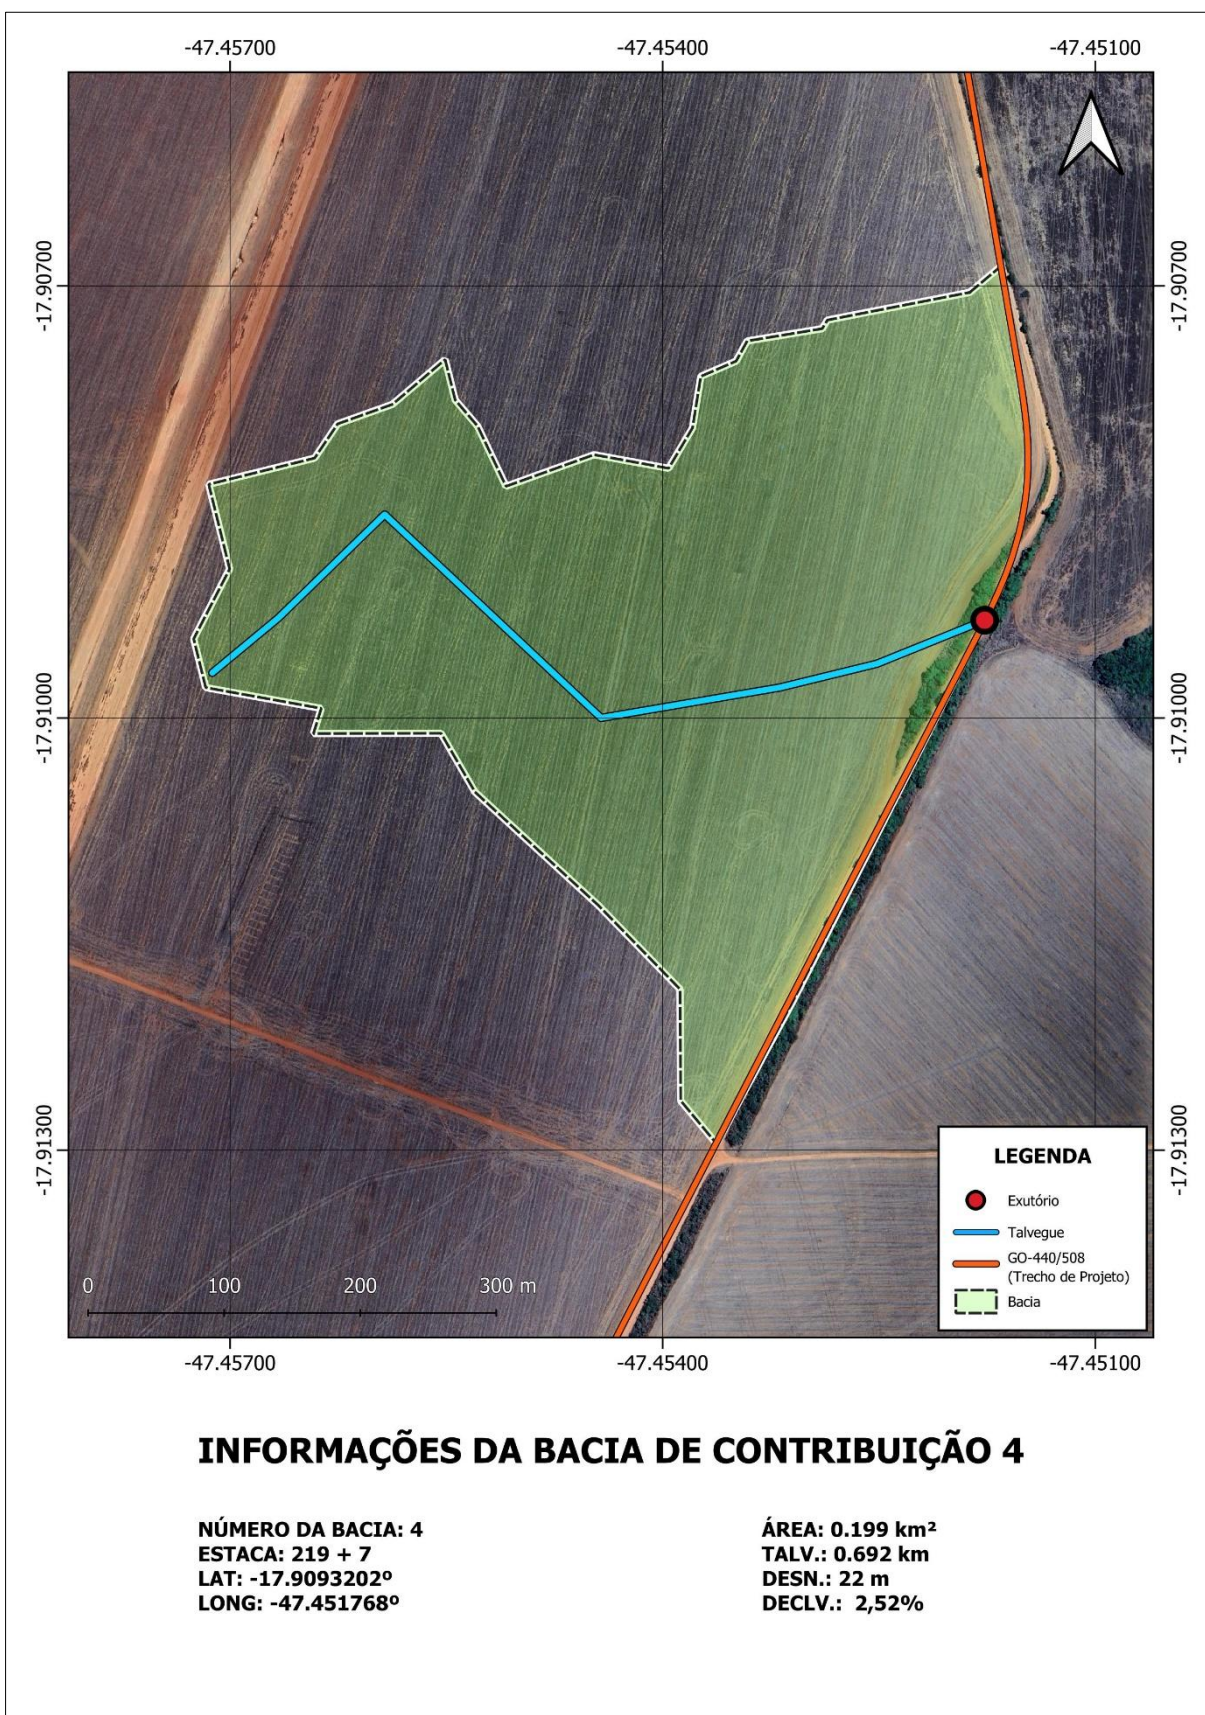 -47.45700
-47.45400
-47.45100
-17.90700
-17.90700
-17.91000
-17.91000
-17.91300
-17.91300
LEGENDA
Exutório
Talvegue
GO-440/508
(Trecho de Projeto)
Bacia
0 100 200 300 m
-47.45700
-47.45400
-47.45100
INFORMAÇÕES DA BACIA DE CONTRIBUIÇÃO 4
NÚMERO DA BACIA: 4
ESTACA: 219 + 7
LAT: -17.9093202º
LONG: -47.451768º
ÁREA: 0.199 km²
TALV.: 0.692 km
DESN.: 22 m
DECLV.: 2,52%